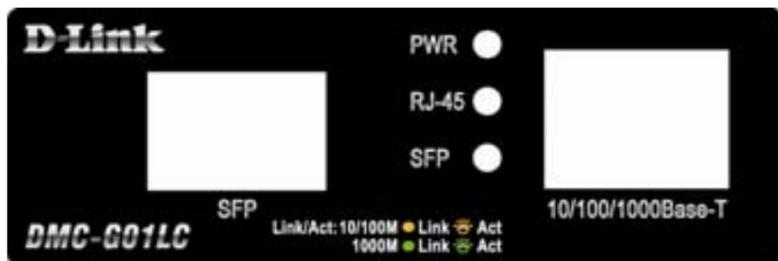 D-Link
PWR
RJ-45
SFP
SFP
10/100/1000Base-T
DMC-G01LC
Link/Act: 10/100M Link Act
1000M Link Act